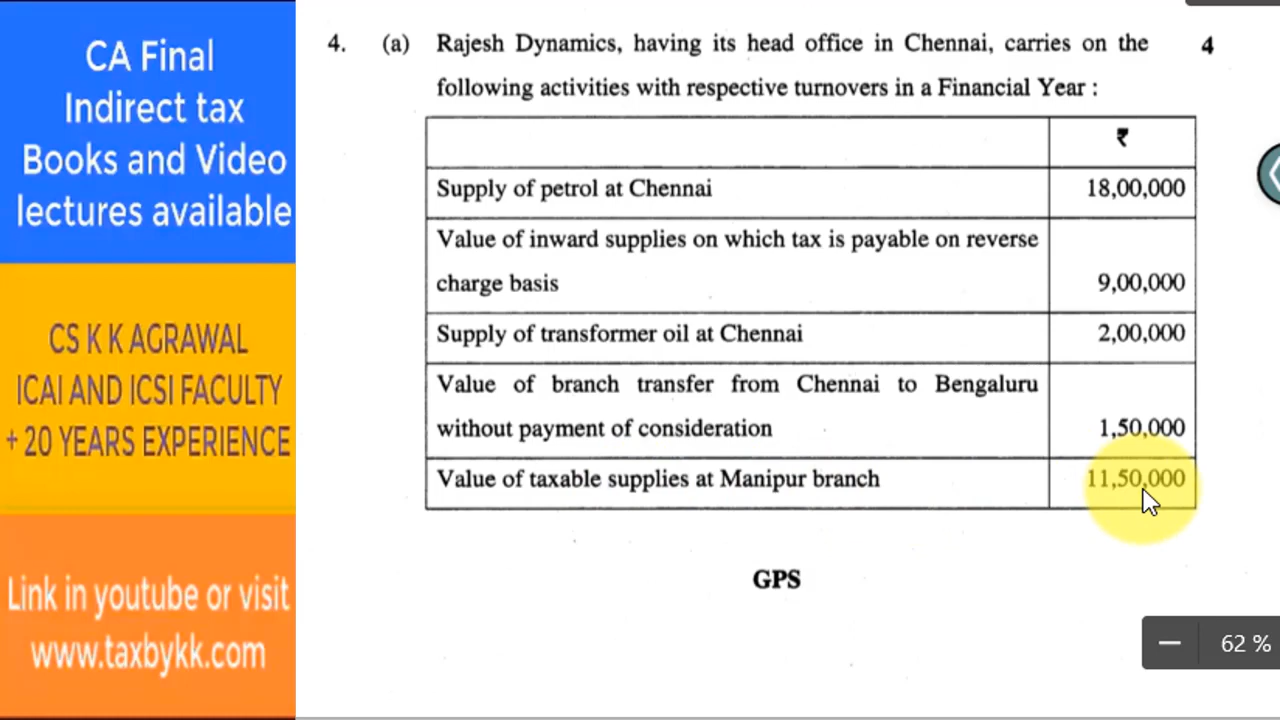 CA Final
Indirect tax
Books and Video
lectures available
CS K K AGRAWAL
ICAI AND ICSI FACULTY
+ 20 YEARS EXPERIENCE
Link in youtube or visit
www.taxbykk.com
4. (a) Rajesh Dynamics, having its head office in Chennai, carries on the 4
following activities with respective turnovers in a Financial Year :
₹
Supply of petrol at Chennai 18,00,000
Value of inward supplies on which tax is payable on reverse
charge basis 9,00,000
Supply of transformer oil at Chennai 2,00,000
Value of branch transfer from Chennai to Bengaluru
without payment of consideration 1,50,000
Value of taxable supplies at Manipur branch 11,50,000
GPS
62 %